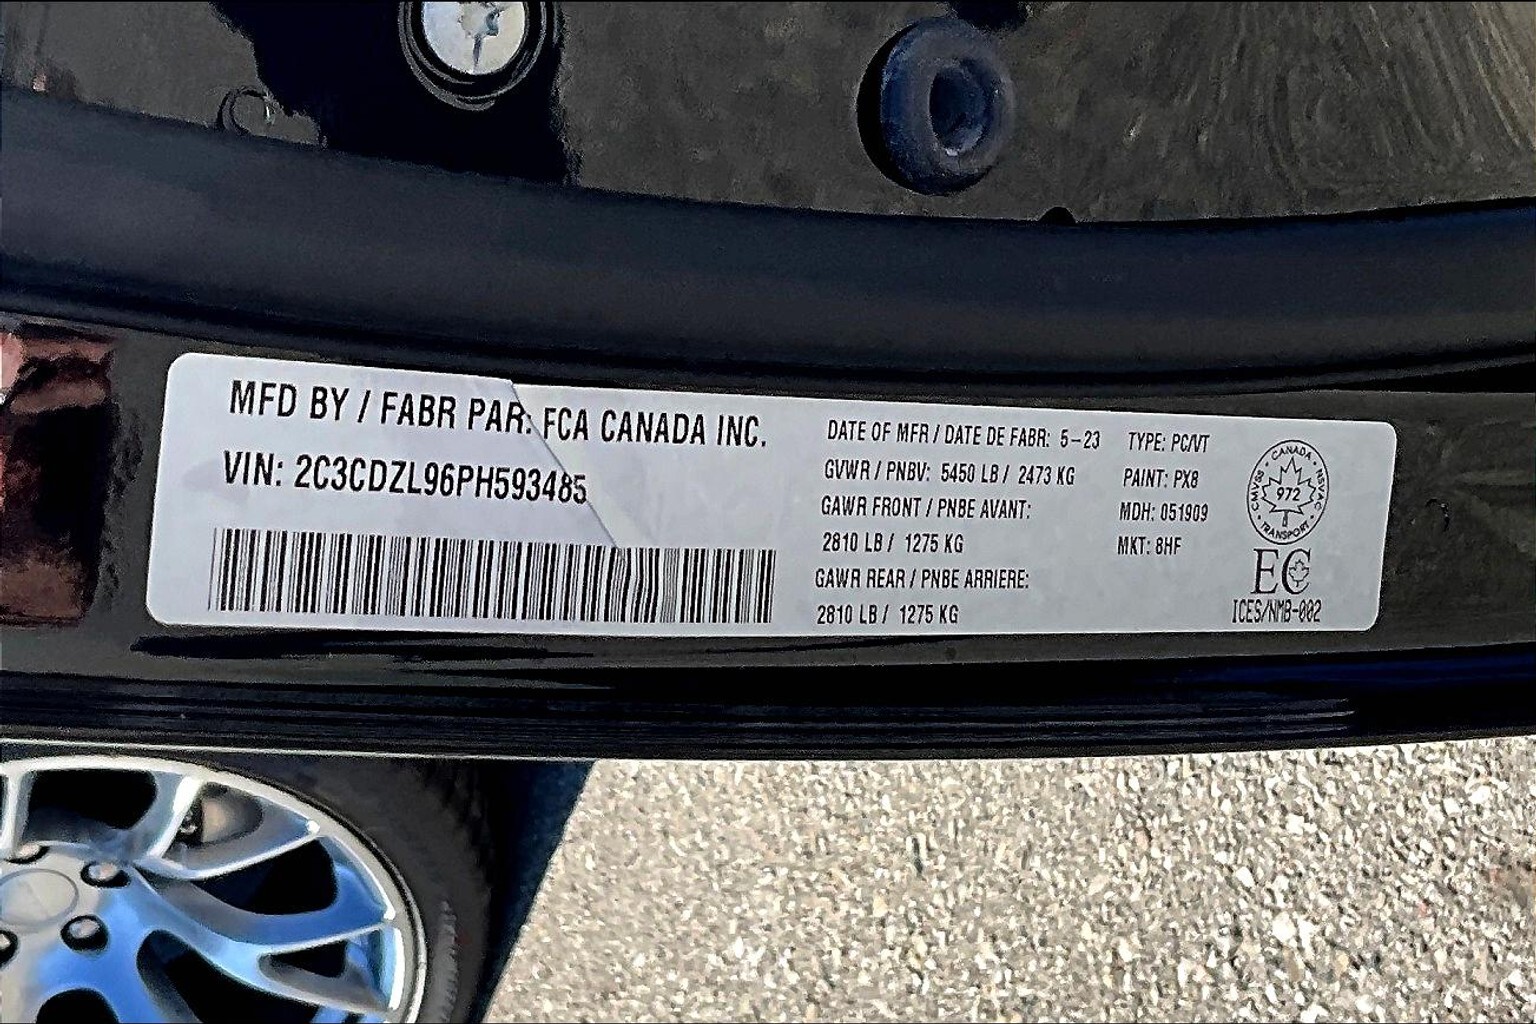 MFD BY / FABR PAR: FCA CANADA INC.
VIN: 2C3CDZL96PH593485
DATE OF MFR / DATE DE FABR: 5-23
GVWR / PNBV: 5450 LB / 2473 KG
GAWR FRONT / PNBE AVANT:
2810 LB / 1275 KG
GAWR REAR / PNBE ARRIERE:
2810 LB / 1275 KG
TYPE: PC/VT
PAINT: PX8
MDH: 051909
MKT: 8HF
CANADA
CMVSS
NSVAC
972
TRANSPORT
EC
ICES/NMB-002